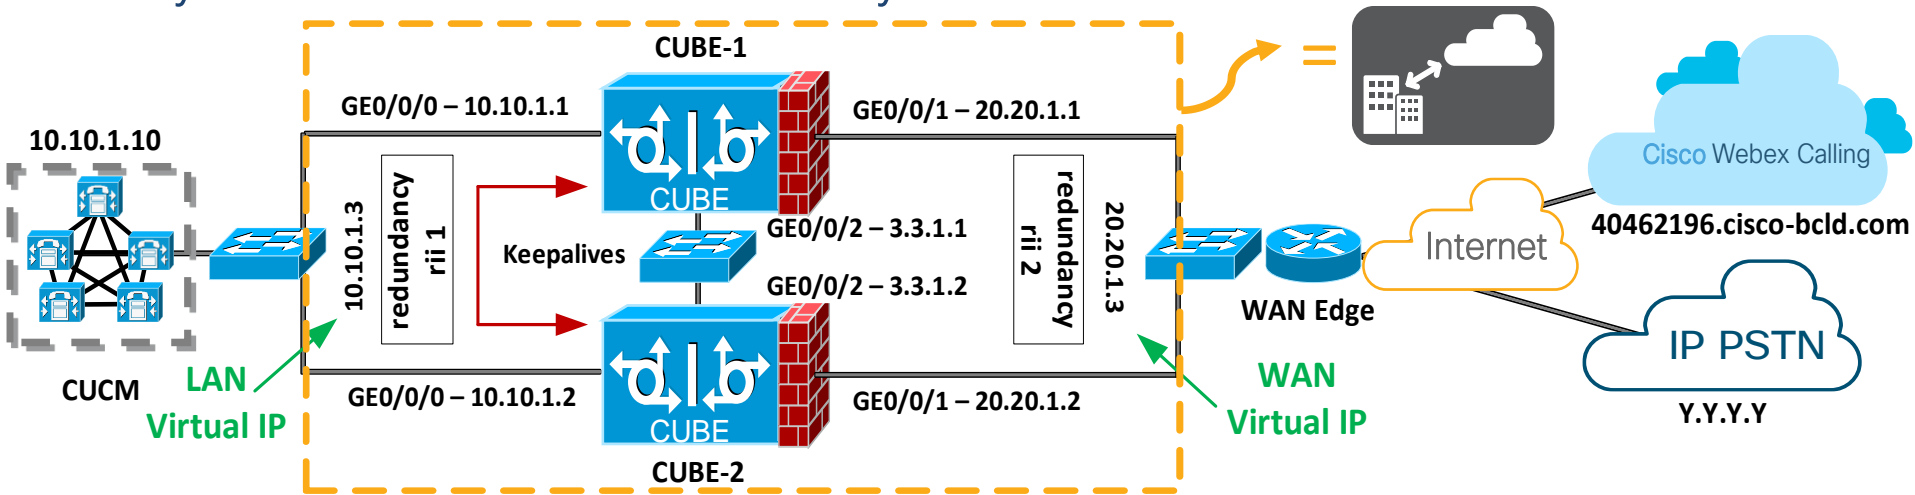 CUBE-1
GE0/0/0 – 10.10.1.1
GE0/0/1 – 20.20.1.1
10.10.1.10
CUBE
Cisco Webex Calling
40462196.cisco-bcld.com
10.10.1.3
redundancy
rii 1
Keepalives
GE0/0/2 – 3.3.1.1
GE0/0/2 – 3.3.1.2
redundancy
rii 2
20.20.1.3
Internet
WAN Edge
IP PSTN
Y.Y.Y.Y
CUCM
LAN
Virtual IP
GE0/0/0 – 10.10.1.2
GE0/0/1 – 20.20.1.2
WAN
Virtual IP
CUBE
CUBE-2